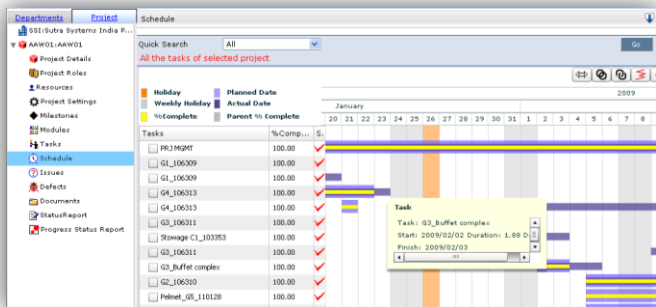 Departments Project Schedule
SSI:Sutra Systems India P...
AAW01:AAW01
Project Details
Project Roles
Resources
Project Settings
Milestones
Modules
Tasks
Schedule
Issues
Defects
Documents
StatusReport
Progress Status Report
Quick Search All Go
All the tasks of selected project
Holiday Planned Date
Weekly Holiday Actual Date
%Complete Parent % Complete
2009
January
20 21 22 23 24 25 26 27 28 29 30 31 1 2 3 4 5 6 7 8
Tasks %Comp... S.
PRJ MGMT 100.00
G1_106309 100.00
G4_106313 100.00
G4_106313 100.00
G3_106311 100.00
Stowage C1_103353 100.00
G3_106311 100.00
G3_Buffet complex 100.00
G2_106310 100.00
Pelmet_G5_110128 100.00
Task
Task: G3_Buffet complex
Start: 2009/02/02 Duration: 1.88 D
Finish: 2009/02/03